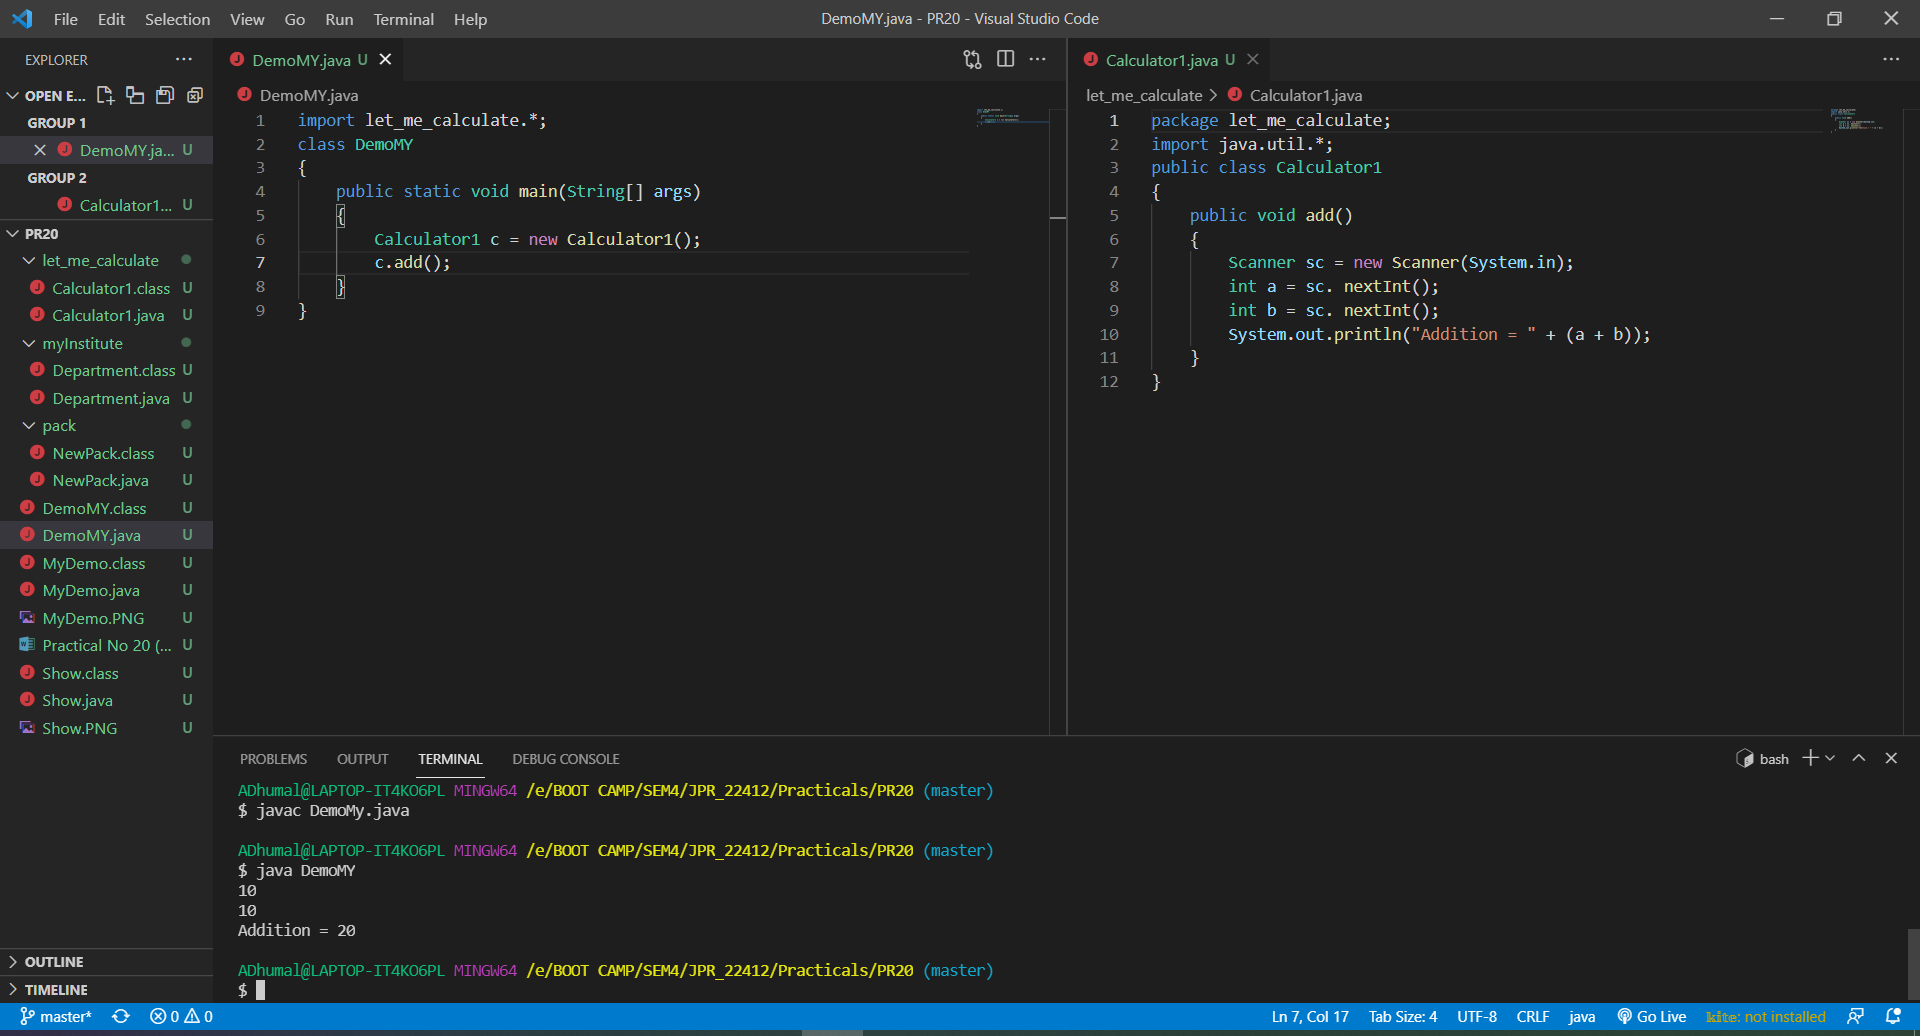 File Edit Selection View Go Run Terminal Help
DemoMY.java - PR20 - Visual Studio Code
EXPLORER
OPEN E...
GROUP 1
DemoMY.ja... U
GROUP 2
Calculator1... U
PR20
let_me_calculate
Calculator1.class U
Calculator1.java U
myInstitute
Department.class U
Department.java U
pack
NewPack.class U
NewPack.java U
DemoMY.class U
DemoMY.java U
MyDemo.class U
MyDemo.java U
MyDemo.PNG U
Practical No 20 (... U
Show.class U
Show.java U
Show.PNG U
OUTLINE
TIMELINE
DemoMY.java U
DemoMY.java
1 import let_me_calculate.*;
2 class DemoMY
3 {
4 public static void main(String[] args)
5 {
6 Calculator1 c = new Calculator1();
7 c.add();
8 }
9 }
Calculator1.java U
let_me_calculate > Calculator1.java
1 package let_me_calculate;
2 import java.util.*;
3 public class Calculator1
4 {
5 public void add()
6 {
7 Scanner sc = new Scanner(System.in);
8 int a = sc. nextInt();
9 int b = sc. nextInt();
10 System.out.println("Addition = " + (a + b));
11 }
12 }
PROBLEMS OUTPUT TERMINAL DEBUG CONSOLE
bash
ADhumal@LAPTOP-IT4KO6PL MINGW64 /e/BOOT CAMP/SEM4/JPR_22412/Practicals/PR20 (master)
$ javac DemoMy.java
ADhumal@LAPTOP-IT4KO6PL MINGW64 /e/BOOT CAMP/SEM4/JPR_22412/Practicals/PR20 (master)
$ java DemoMY
10
10
Addition = 20
ADhumal@LAPTOP-IT4KO6PL MINGW64 /e/BOOT CAMP/SEM4/JPR_22412/Practicals/PR20 (master)
$
master* 0 0
Ln 7, Col 17 Tab Size: 4 UTF-8 CRLF java Go Live kite: not installed